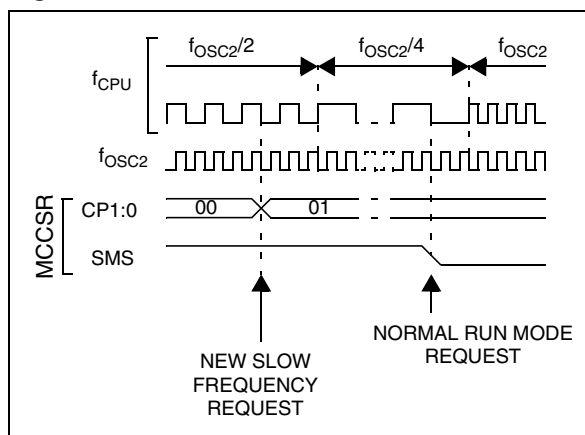 fOSC2/2
fOSC2/4
fOSC2
fCPU
fOSC2
MCCSR
CP1:0
00
01
SMS
NEW SLOW
FREQUENCY
REQUEST
NORMAL RUN MODE
REQUEST